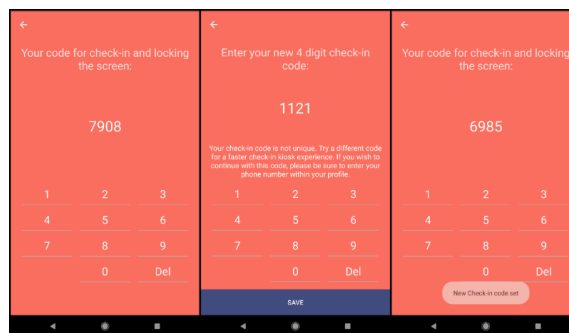 Your code for check-in and locking
the screen:
7908
1 2 3
4 5 6
7 8 9
0 Del
Enter your new 4 digit check-in
code:
1121
Your check-in code is not unique. Try a different code
for a faster check-in kiosk experience. If you wish to
continue with this code, please be sure to enter your
phone number within your profile.
1 2 3
4 5 6
7 8 9
0 Del
SAVE
Your code for check-in and locking
the screen:
6985
1 2 3
4 5 6
7 8 9
0 Del
New Check-in code set